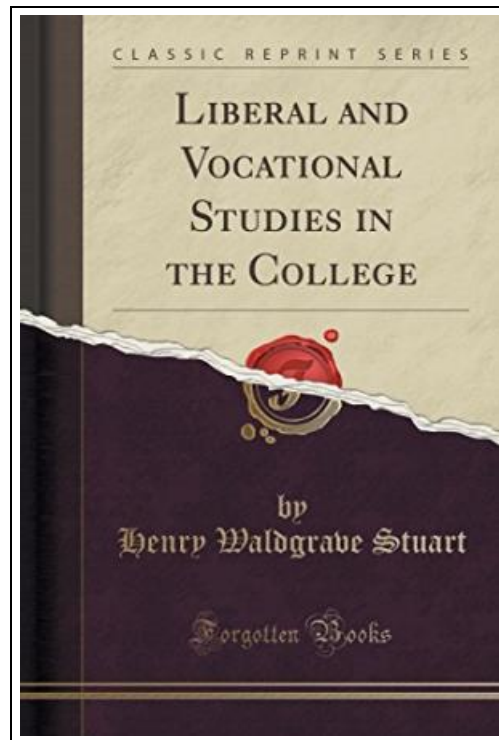 CLASSIC REPRINT SERIES
LIBERAL AND
VOCATIONAL
STUDIES IN
THE COLLEGE
by
Henry Waldgrave Stuart
Forgotten Books